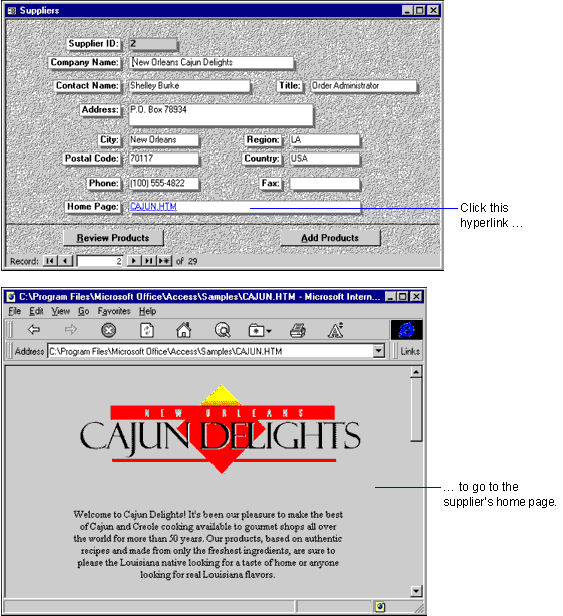 Suppliers
Supplier ID: 2
Company Name: New Orleans Cajun Delights
Contact Name: Shelley Burke Title: Order Administrator
Address: P.O. Box 78934
City: New Orleans Region: LA
Postal Code: 70117 Country: USA
Phone: (100) 555-4822 Fax:
Home Page: CAJUN.HTM
Click this
hyperlink ...
Review Products Add Products
Record: 2 of 29
C:\Program Files\Microsoft Office\Access\Samples\CAJUN.HTM - Microsoft Intern...
File Edit View Go Favorites Help
Address C:\Program Files\Microsoft Office\Access\Samples\CAJUN.HTM Links
NEW ORLEANS
CAJUN DELIGHTS
... to go to the
supplier's home page.
Welcome to Cajun Delights! It's been our pleasure to make the best
of Cajun and Creole cooking available to gourmet shops all over
the world for more than 50 years. Our products, based on authentic
recipes and made from only the freshest ingredients, are sure to
please the Louisiana native looking for a taste of home or anyone
looking for real Louisiana flavors.